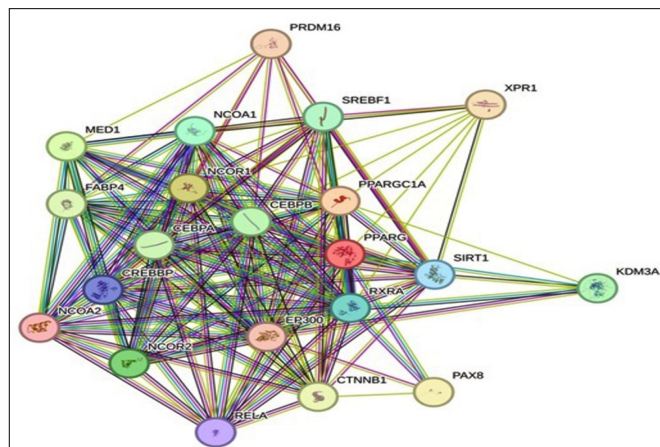 PRDM16
XPR1
SREBF1
NCOA1
MED1
NCOR1
FABP4
PPARGC1A
CEBPB
CEBPA
PPARG
SIRT1
CREBBP
KDM3A
RXRA
NCOA2
EP300
NCOR2
CTNNB1
PAX8
RELA